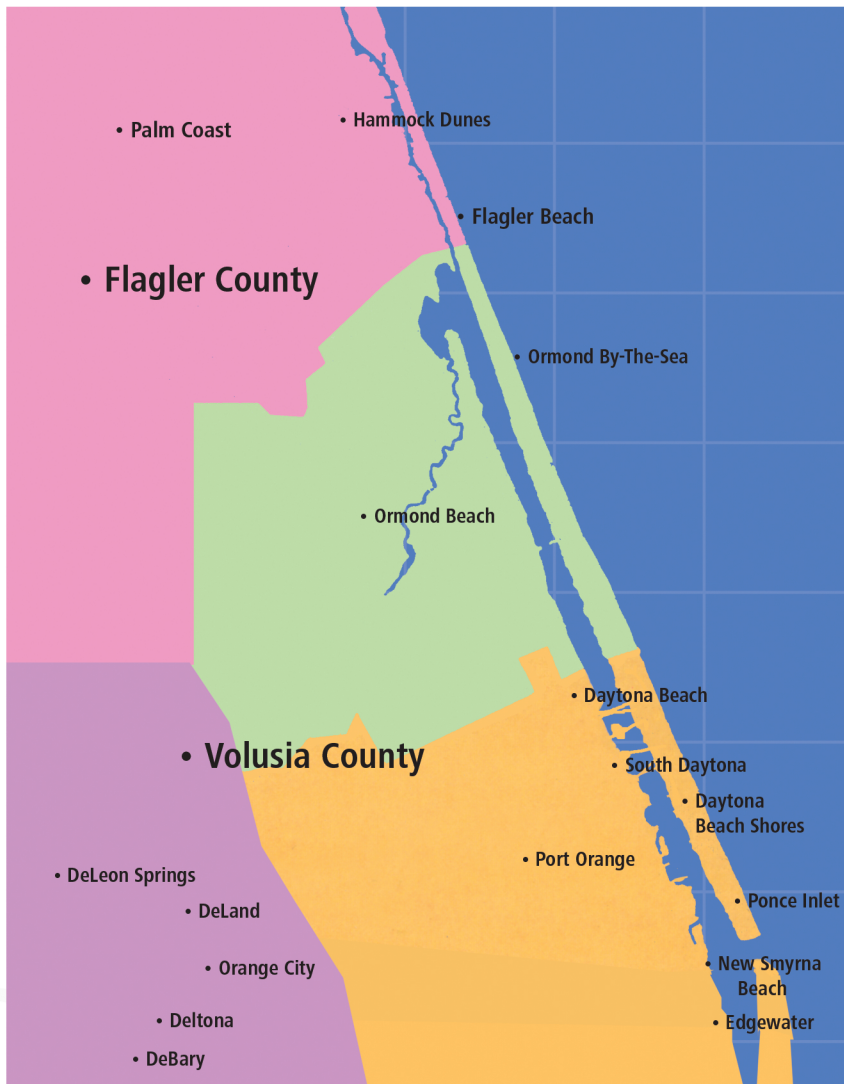 Hammock Dunes
Palm Coast
Flagler Beach
Flagler County
Ormond By-The-Sea
Ormond Beach
Daytona Beach
Volusia County
South Daytona
Daytona
Beach Shores
Port Orange
DeLeon Springs
Ponce Inlet
DeLand
New Smyrna
Beach
Orange City
Deltona
Edgewater
DeBary